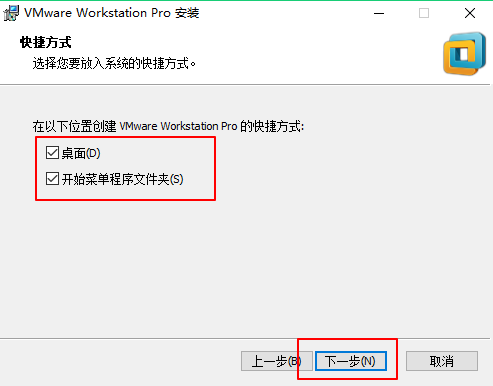 VMware Workstation Pro 安装
快捷方式
选择您要放入系统的快捷方式。
在以下位置创建 VMware Workstation Pro 的快捷方式:
桌面(D)
开始菜单程序文件夹(S)
上一步(B) 下一步(N) 取消